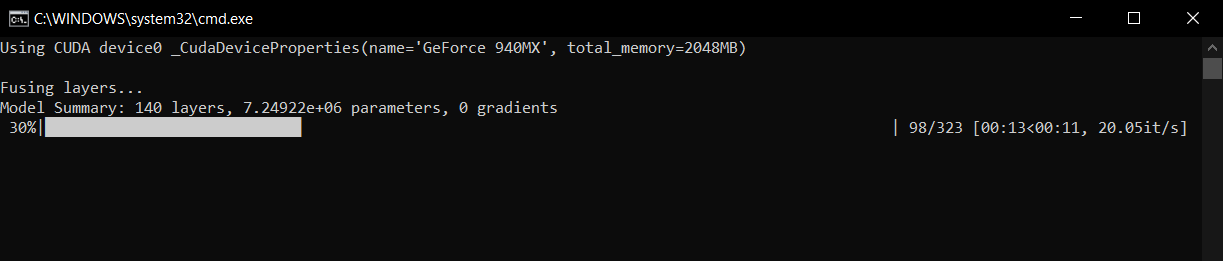 C:\WINDOWS\system32\cmd.exe
Using CUDA device0 _CudaDeviceProperties(name='GeForce 940MX', total_memory=2048MB)
Fusing layers...
Model Summary: 140 layers, 7.24922e+06 parameters, 0 gradients
30%| | 98/323 [00:13<00:11, 20.05it/s]